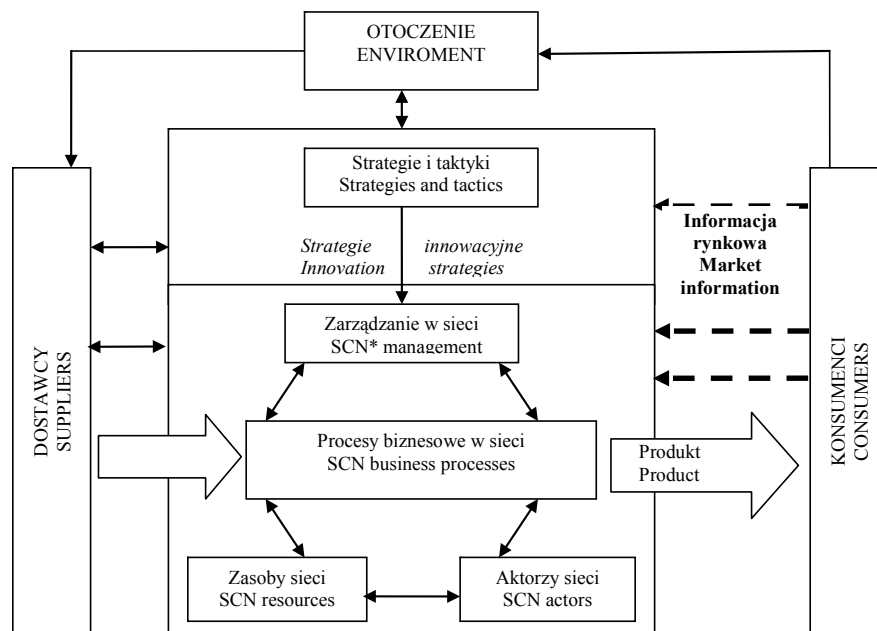 OTOCZENIE
ENVIROMENT
Strategie i taktyki
Strategies and tactics
Strategie innowacyjne
Innovation strategies
Informacja
rynkowa
Market
information
Zarządzanie w sieci
SCN* management
DOSTAWCY
SUPPLIERS
Procesy biznesowe w sieci
SCN business processes
Produkt
Product
KONSUMENCI
CONSUMERS
Zasoby sieci
SCN resources
Aktorzy sieci
SCN actors